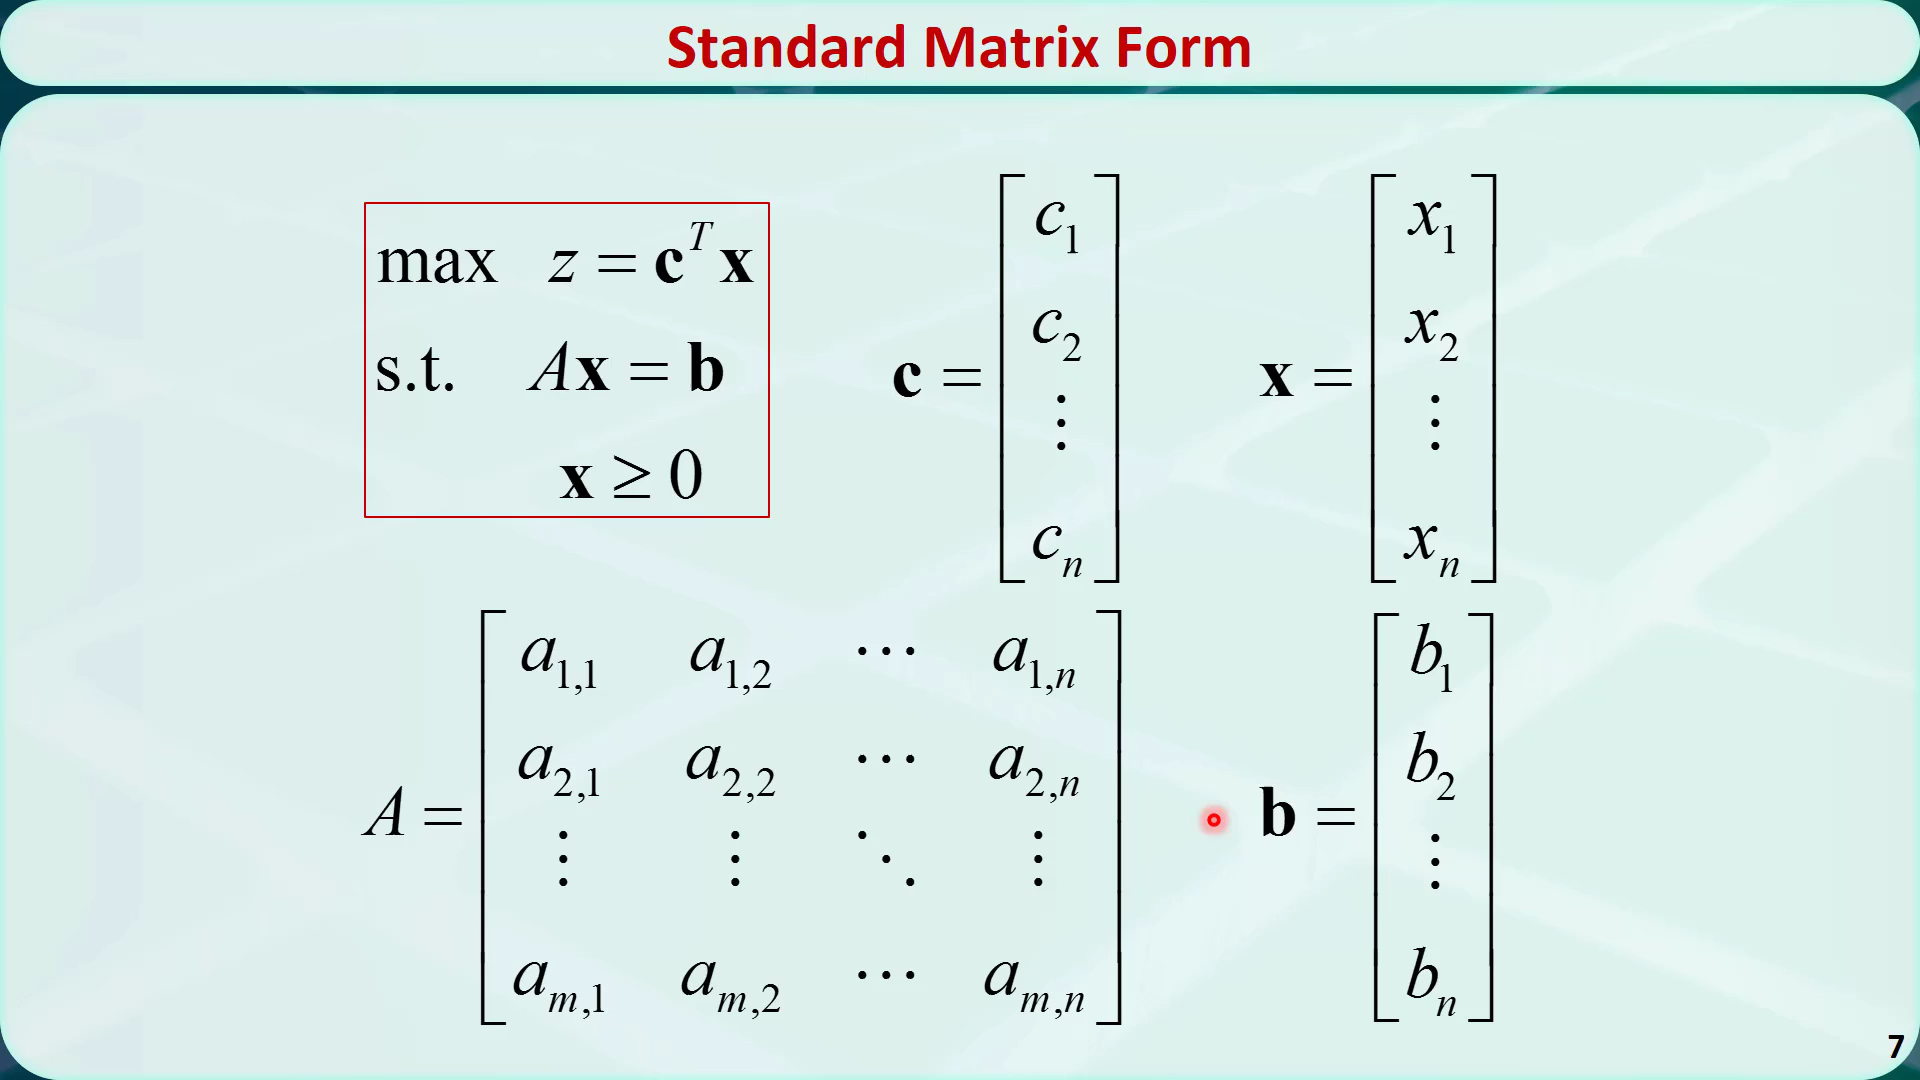 Standard Matrix Form
max z = c^T x
s.t. Ax = b
x ≥ 0
c = [ c_1 c_2 ⋮ c_n ]
x = [ x_1 x_2 ⋮ x_n ]
A = [ a_{1,1} a_{1,2} ⋯ a_{1,n}
a_{2,1} a_{2,2} ⋯ a_{2,n}
⋮ ⋮ ⋱ ⋮
a_{m,1} a_{m,2} ⋯ a_{m,n} ]
b = [ b_1 b_2 ⋮ b_n ]
7